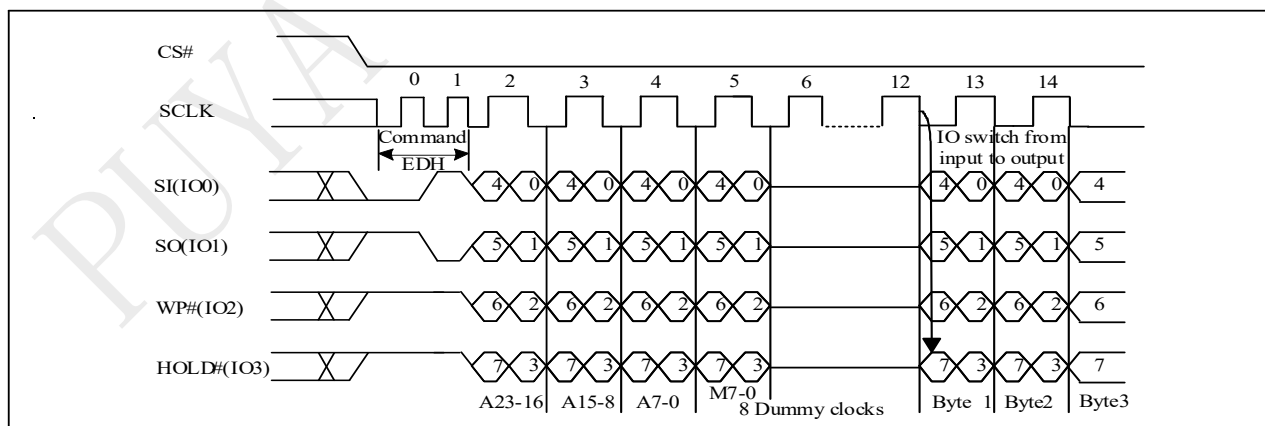 PUYA
CS#
0 1 2 3 4 5 6 12 13 14
SCLK
Command
EDH
IO switch from
input to output
SI(IO0)
4 0 4 0 4 0 4 0 4 0 4 0 4
SO(IO1)
5 1 5 1 5 1 5 1 5 1 5 1 5
WP#(IO2)
6 2 6 2 6 2 6 2 6 2 6 2 6
HOLD#(IO3)
7 3 7 3 7 3 7 3 7 3 7 3 7
A23-16 A15-8 A7-0 M7-0 8 Dummy clocks Byte 1 Byte2 Byte3